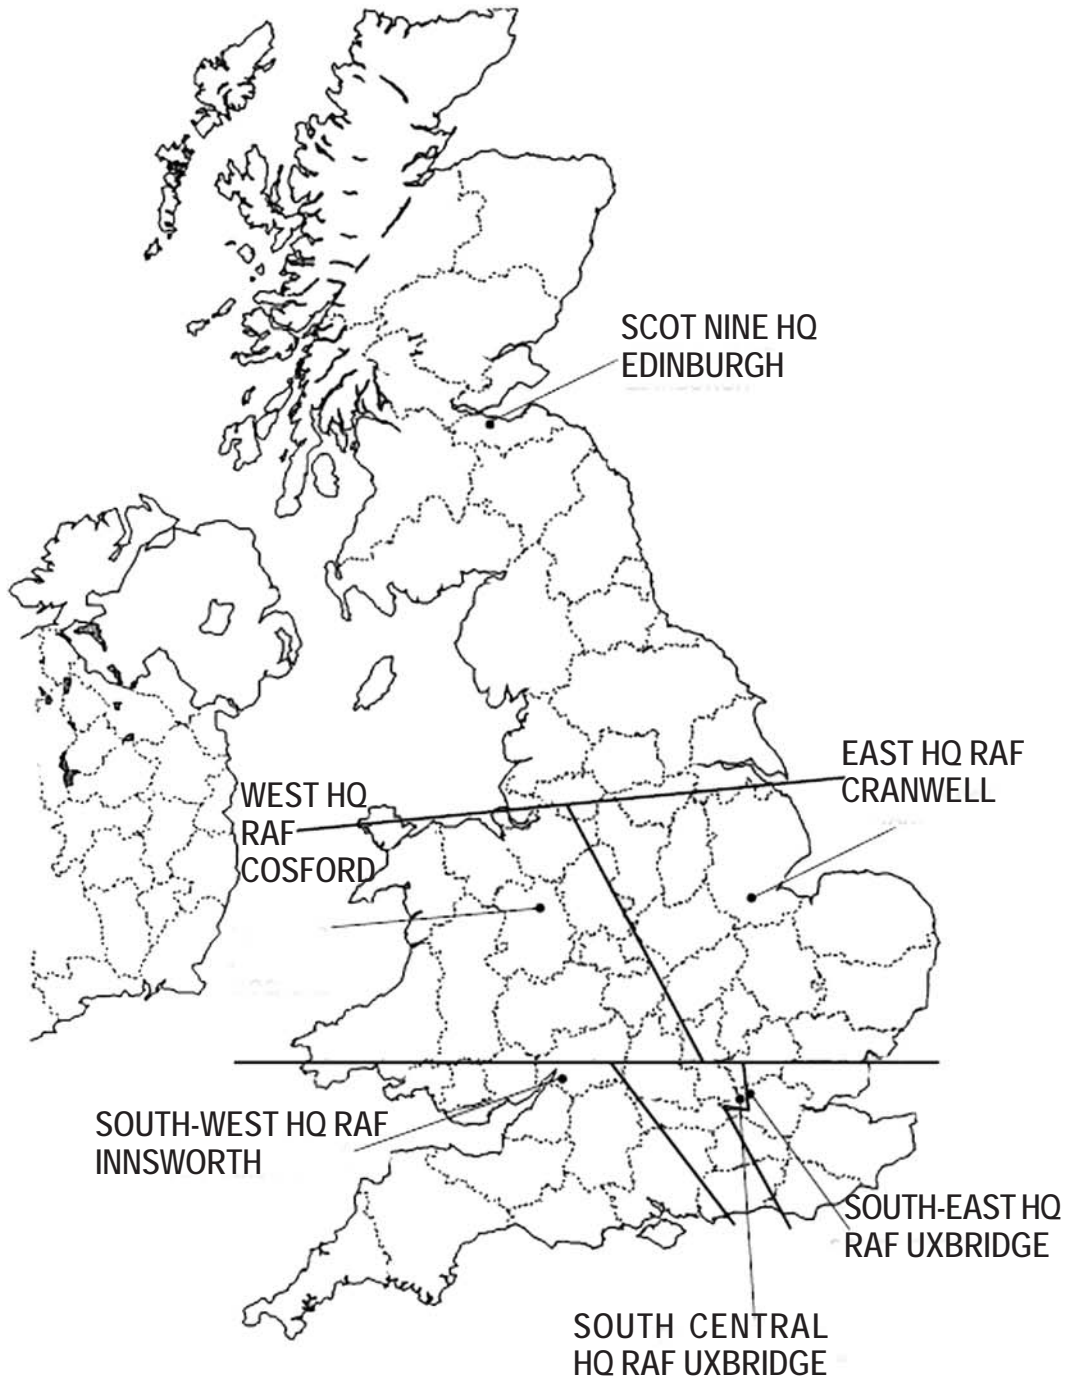 SCOT NINE HQ
EDINBURGH
EAST HQ RAF
CRANWELL
WEST HQ
RAF
COSFORD
SOUTH-WEST HQ RAF
INNSWORTH
SOUTH-EAST HQ
RAF UXBRIDGE
SOUTH CENTRAL
HQ RAF UXBRIDGE